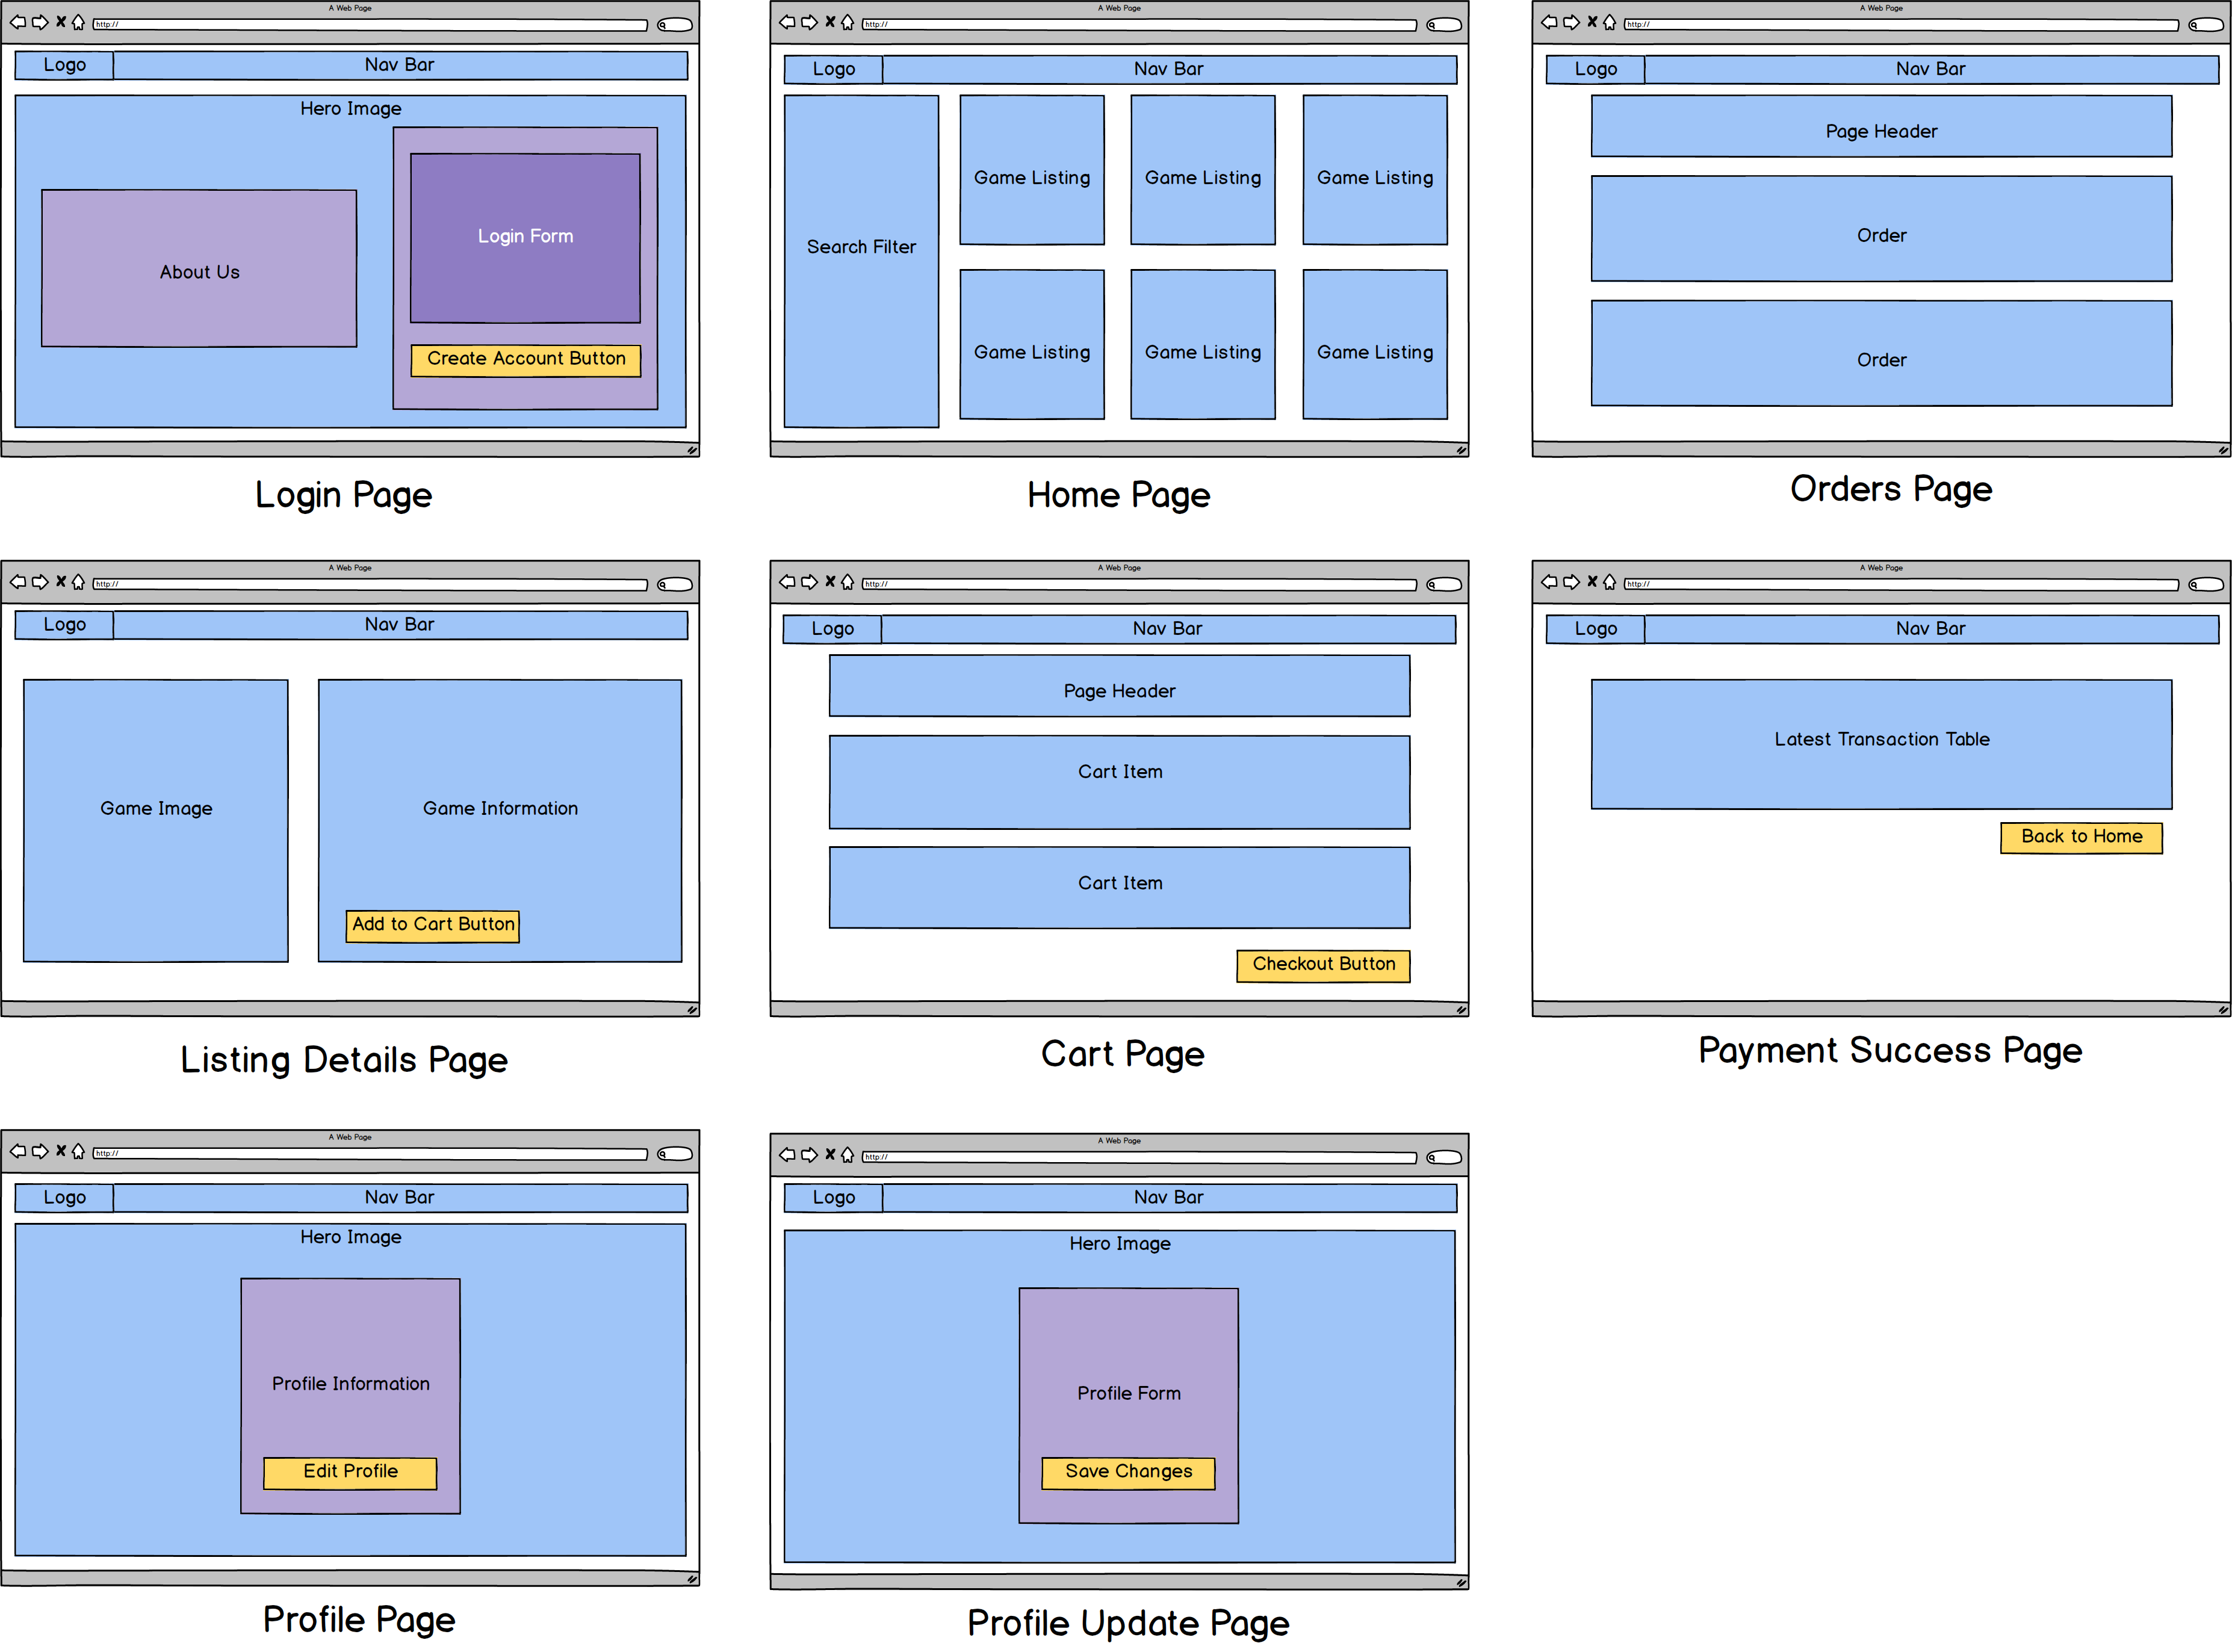 A Web Page
http://
Logo
Nav Bar
Hero Image
About Us
Login Form
Create Account Button
Login Page
A Web Page
http://
Logo
Nav Bar
Search Filter
Game Listing
Game Listing
Game Listing
Game Listing
Game Listing
Game Listing
Home Page
A Web Page
http://
Logo
Nav Bar
Page Header
Order
Order
Orders Page
A Web Page
http://
Logo
Nav Bar
Game Image
Game Information
Add to Cart Button
Listing Details Page
A Web Page
http://
Logo
Nav Bar
Page Header
Cart Item
Cart Item
Checkout Button
Cart Page
A Web Page
http://
Logo
Nav Bar
Latest Transaction Table
Back to Home
Payment Success Page
A Web Page
http://
Logo
Nav Bar
Hero Image
Profile Information
Edit Profile
Profile Page
A Web Page
http://
Logo
Nav Bar
Hero Image
Profile Form
Save Changes
Profile Update Page